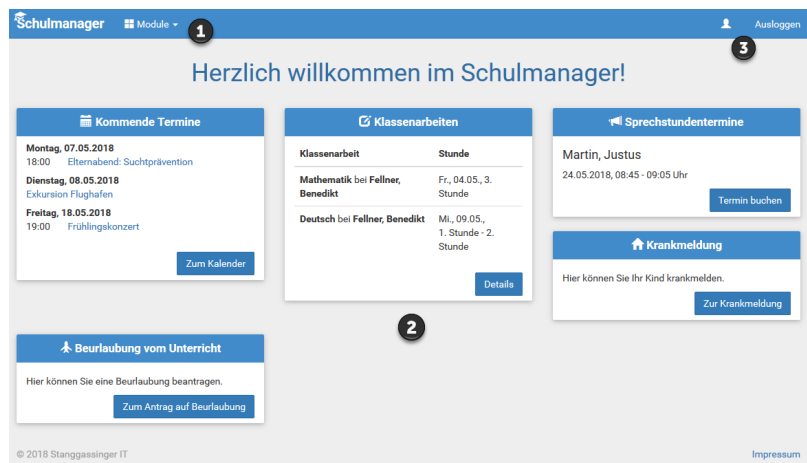 Schulmanager Module 1 Ausloggen
3
Herzlich willkommen im Schulmanager!
Kommende Termine
Montag, 07.05.2018
18:00 Elternabend: Suchtprävention
Dienstag, 08.05.2018
Exkursion Flughafen
Freitag, 18.05.2018
19:00 Frühlingskonzert
Zum Kalender
Klassenarbeiten
Klassenarbeit Stunde
Mathematik bei Fellner, Fr., 04.05., 3.
Benedikt Stunde
Deutsch bei Fellner, Benedikt Mi., 09.05.,
1. Stunde - 2.
Stunde
Details
Sprechstundentermine
Martin, Justus
24.05.2018, 08:45 - 09:05 Uhr
Termin buchen
Krankmeldung
Hier können Sie Ihr Kind krankmelden.
Zur Krankmeldung
2
Beurlaubung vom Unterricht
Hier können Sie eine Beurlaubung beantragen.
Zum Antrag auf Beurlaubung
© 2018 Stanggassinger IT Impressum